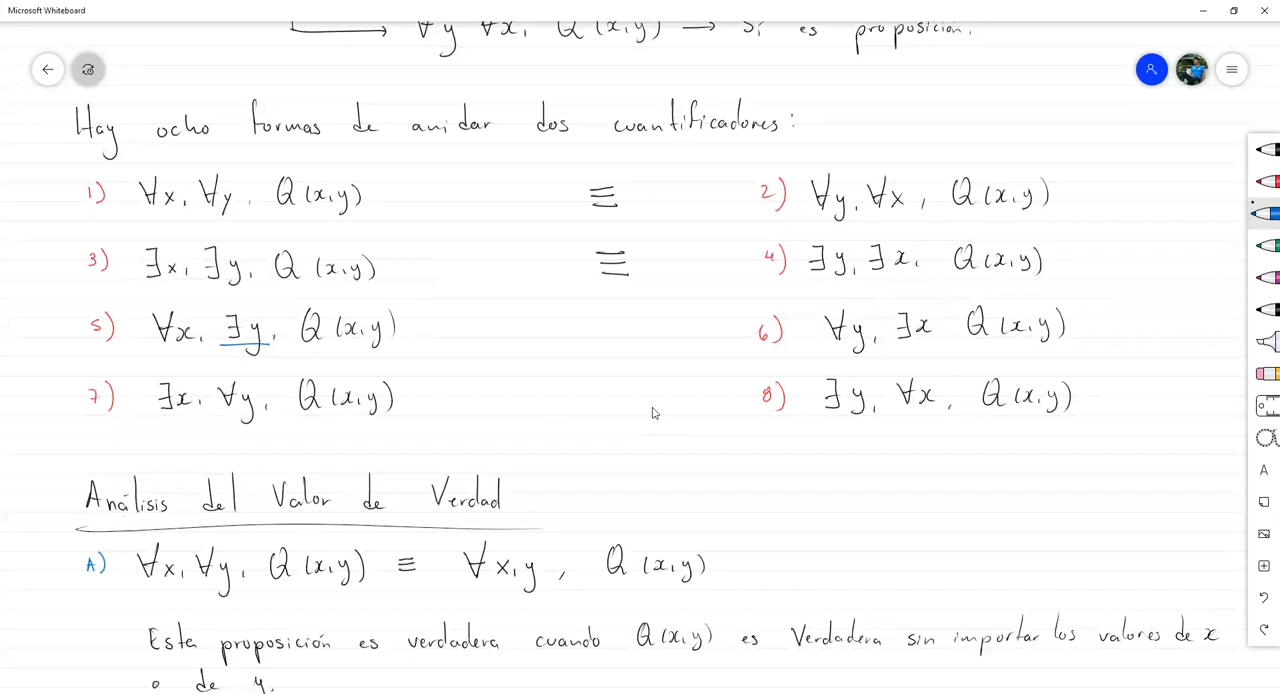 Microsoft Whiteboard
∀y ∀x, Q(x,y) → Sí es proposición.
Hay ocho formas de anidar dos cuantificadores:
1) ∀x, ∀y, Q(x,y) ≡ 2) ∀y, ∀x, Q(x,y)
3) ∃x, ∃y, Q(x,y) ≡ 4) ∃y, ∃x, Q(x,y)
5) ∀x, ∃y, Q(x,y) 6) ∀y, ∃x Q(x,y)
7) ∃x, ∀y, Q(x,y) 8) ∃y, ∀x, Q(x,y)
Análisis del Valor de Verdad
A) ∀x, ∀y, Q(x,y) ≡ ∀x,y, Q(x,y)
Esta proposición es verdadera cuando Q(x,y) es Verdadera sin importar los valores de x
o de y.